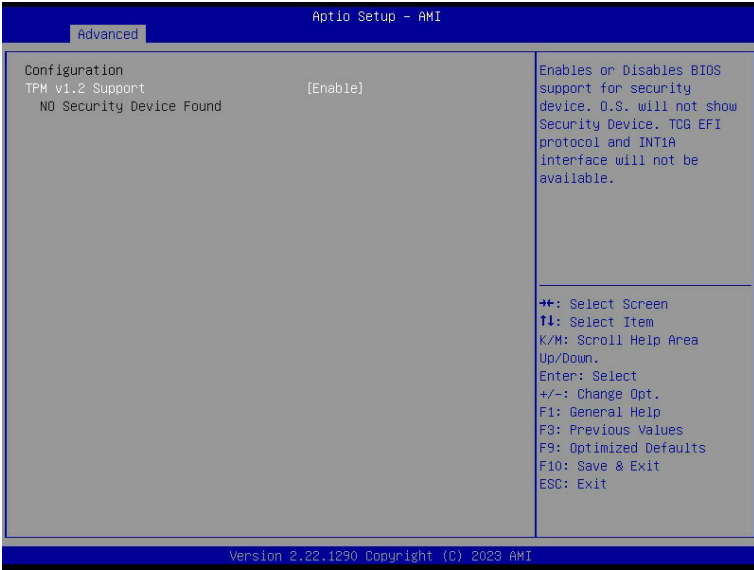 Aptio Setup – AMI
Advanced
Configuration
TPM v1.2 Support [Enable]
NO Security Device Found
Enables or Disables BIOS
support for security
device. O.S. will not show
Security Device. TCG EFI
protocol and INT1A
interface will not be
available.
→←: Select Screen
↑↓: Select Item
K/M: Scroll Help Area
Up/Down.
Enter: Select
+/-: Change Opt.
F1: General Help
F3: Previous Values
F9: Optimized Defaults
F10: Save & Exit
ESC: Exit
Version 2.22.1290 Copyright (C) 2023 AMI